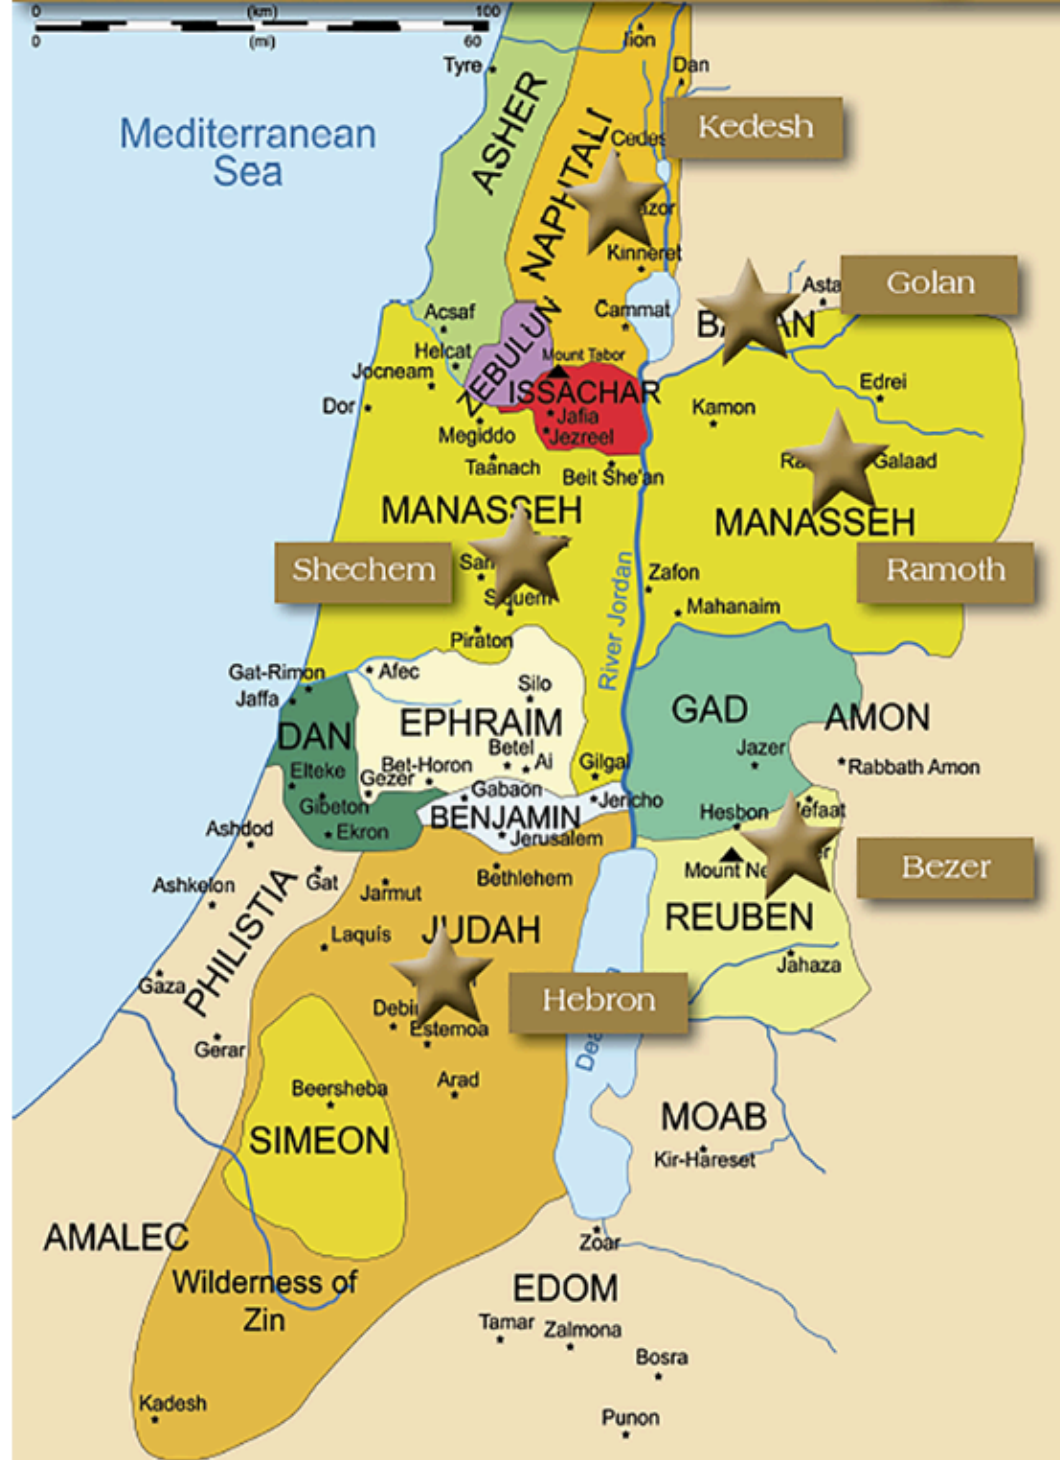 0 (km) 100
0 (mi) 60
Ijon
Tyre
Dan
ASHER
Mediterranean
Sea
NAPHTALI
Kedesh
Kinneret
Golan
Acsaf
Cammat
ZEBULUN
Helcat
Mount Tabor
Jocneam
ISSACHAR
Edrei
Dor
Kamon
Jafia
Megiddo
Jezreel
Taanach
Beit She'an
Galaad
MANASSEH
MANASSEH
Shechem
Ramoth
Zafon
River Jordan
Mahanaim
Piraton
Gat-Rimon
Afec
Jaffa
Silo
GAD
EPHRAIM
AMON
DAN
Betel
Jazer
Ai
Gilgal
Rabbath Amon
Elteke
Bet-Horon
Gezer
Gabaon
Gibeton
Jericho
BENJAMIN
Hesbon
Ashdod
Ekron
Jerusalem
Bezer
Mount
Gat
Bethlehem
Ashkelon
Jarmut
PHILISTIA
REUBEN
Laquis
JUDAH
Jahaza
Gaza
Hebron
Estemoa
Gerar
Arad
Beersheba
MOAB
SIMEON
Kir-Hareset
AMALEC
Zoar
Wilderness of
Zin
EDOM
Tamar
Zalmona
Bosra
Kadesh
Punon